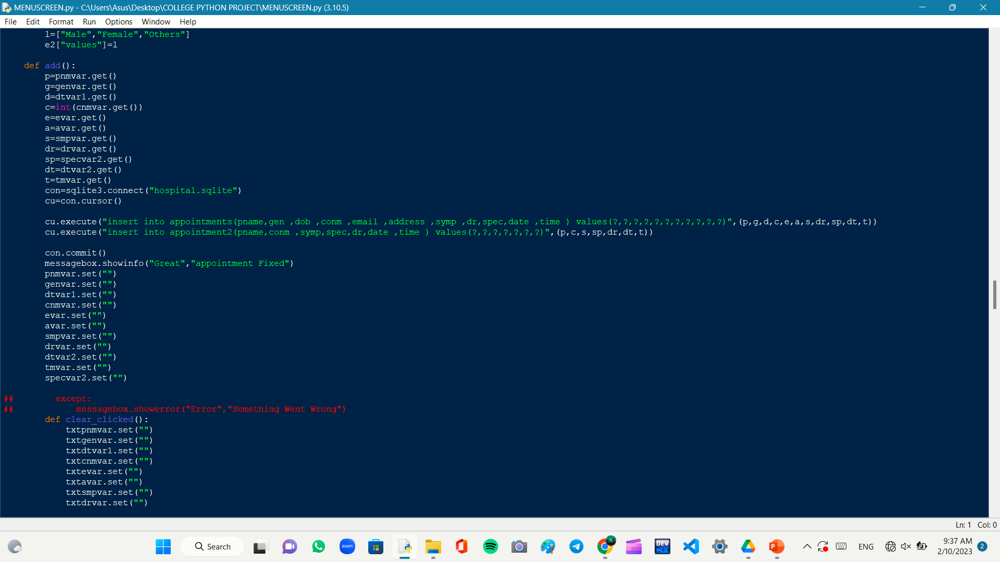 MENUSCREEN.py - C:\Users\Asus\Desktop\COLLEGE PYTHON PROJECT\MENUSCREEN.py (3.10.5)
File Edit Format Run Options Window Help
        l=["Male","Female","Others"]
        e2["values"]=l

    def add():
        p=pnmvar.get()
        g=genvar.get()
        d=dtvar1.get()
        c=int(cnmvar.get())
        e=evar.get()
        a=avar.get()
        s=smpvar.get()
        dr=drvar.get()
        sp=specvar2.get()
        dt=dtvar2.get()
        t=tmvar.get()
        con=sqlite3.connect("hospital.sqlite")
        cu=con.cursor()

        cu.execute("insert into appointments(pname,gen ,dob ,conm ,email ,address ,symp ,dr,spec,date ,time ) values(?,?,?,?,?,?,?,?,?,?,?)",(p,g,d,c,e,a,s,dr,sp,dt,t))
        cu.execute("insert into appointment2(pname,conm ,symp,spec,dr,date ,time ) values(?,?,?,?,?,?,?)",(p,c,s,sp,dr,dt,t))

        con.commit()
        messagebox.showinfo("Great","appointment Fixed")
        pnmvar.set("")
        genvar.set("")
        dtvar1.set("")
        cnmvar.set("")
        evar.set("")
        avar.set("")
        smpvar.set("")
        drvar.set("")
        dtvar2.set("")
        tmvar.set("")
        specvar2.set("")

##        except:
##            messagebox.showerror("Error","Something Went Wrong")
        def clear_clicked():
            txtpnmvar.set("")
            txtgenvar.set("")
            txtdtvar1.set("")
            txtcnmvar.set("")
            txtevar.set("")
            txtavar.set("")
            txtsmpvar.set("")
            txtdrvar.set("")
Ln: 1 Col: 0
Search
zoom
DEV
C++
P
ENG
9:37 AM
2/10/2023
2